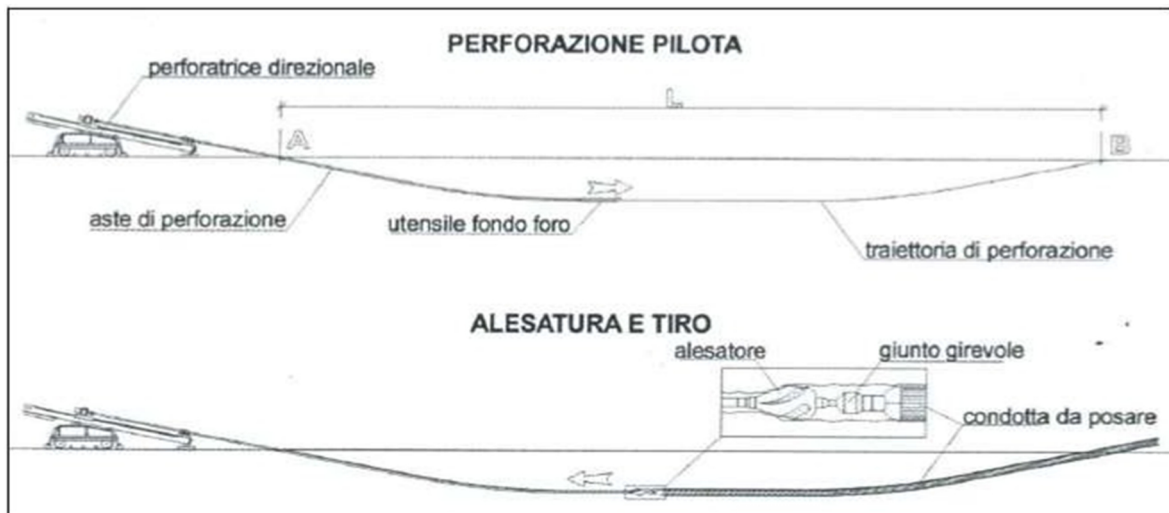 PERFORAZIONE PILOTA
perforatrice direzionale
L
A
B
aste di perforazione
utensile fondo foro
traiettoria di perforazione
ALESATURA E TIRO
alesatore
giunto girevole
condotta da posare